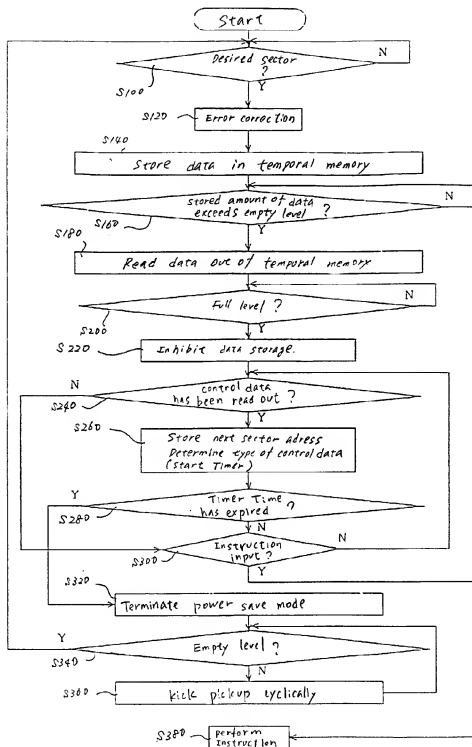 Start
Desired sector
?
N
S100
Y
S120
Error correction
S140
Store data in temporal memory
Stored amount of data
exceeds empty level ?
N
S160
Y
S180
Read data out of temporal memory
Full level ?
N
S200
Y
S220
Inhibit data storage.
N
control data
has been read out ?
S240
Y
S260
Store next sector adress
Determine type of control data
(Start Timer)
Y
Timer Time
has expired ?
S280
N
S300
Instruction
input ?
N
Y
S320
Terminate power save mode
Y
Empty level ?
S340
N
S360
kick pickup cyclically
S380
perform
Instruction